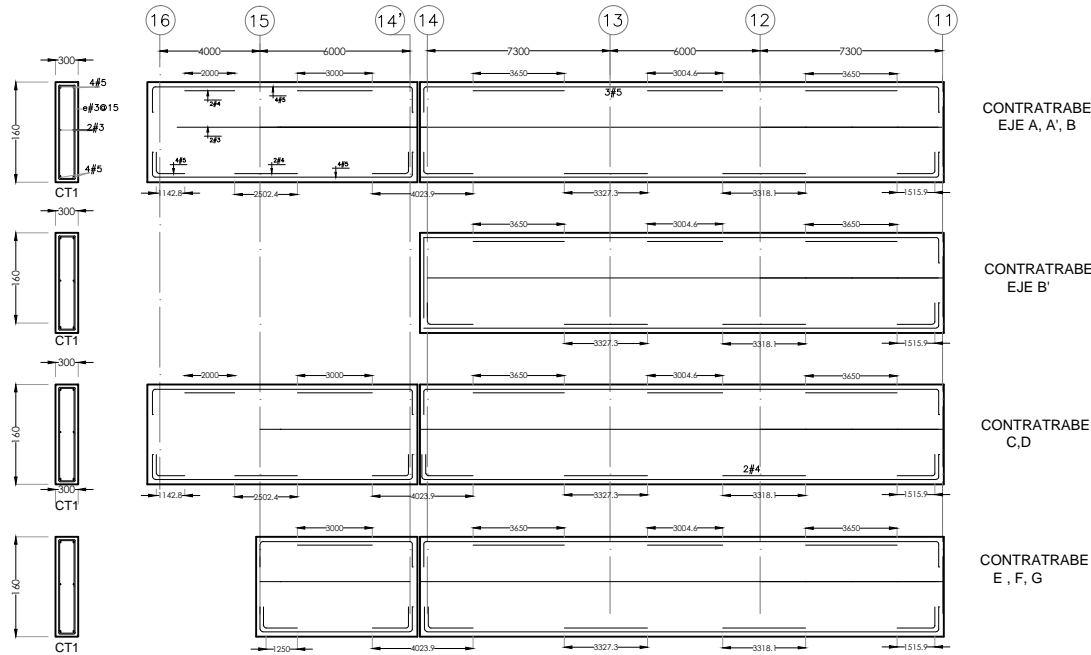 16 15 14' 14 13 12 11
4000 6000 7300 6000 7300
300 2000 3000 3650 3004.6 3650
4#5
e#3@15
2#3
4#5
160
CT1
2#4 4#5 3#5
2#3
4#5 2#4 4#5
1142.8 2502.4 4023.9 3327.3 3318.1 1515.9
CONTRATRABE
EJE A, A', B
300 3650 3004.6 3650
160
CT1
3327.3 3318.1 1515.9
CONTRATRABE
EJE B'
300 2000 3000 3650 3004.6 3650
160
2#4
300
CT1
1142.8 2502.4 4023.9 3327.3 3318.1 1515.9
CONTRATRABE
C,D
3000 3650 3004.6 3650
160
CT1
1250 4023.9 3327.3 3318.1 1515.9
CONTRATRABE
E , F, G